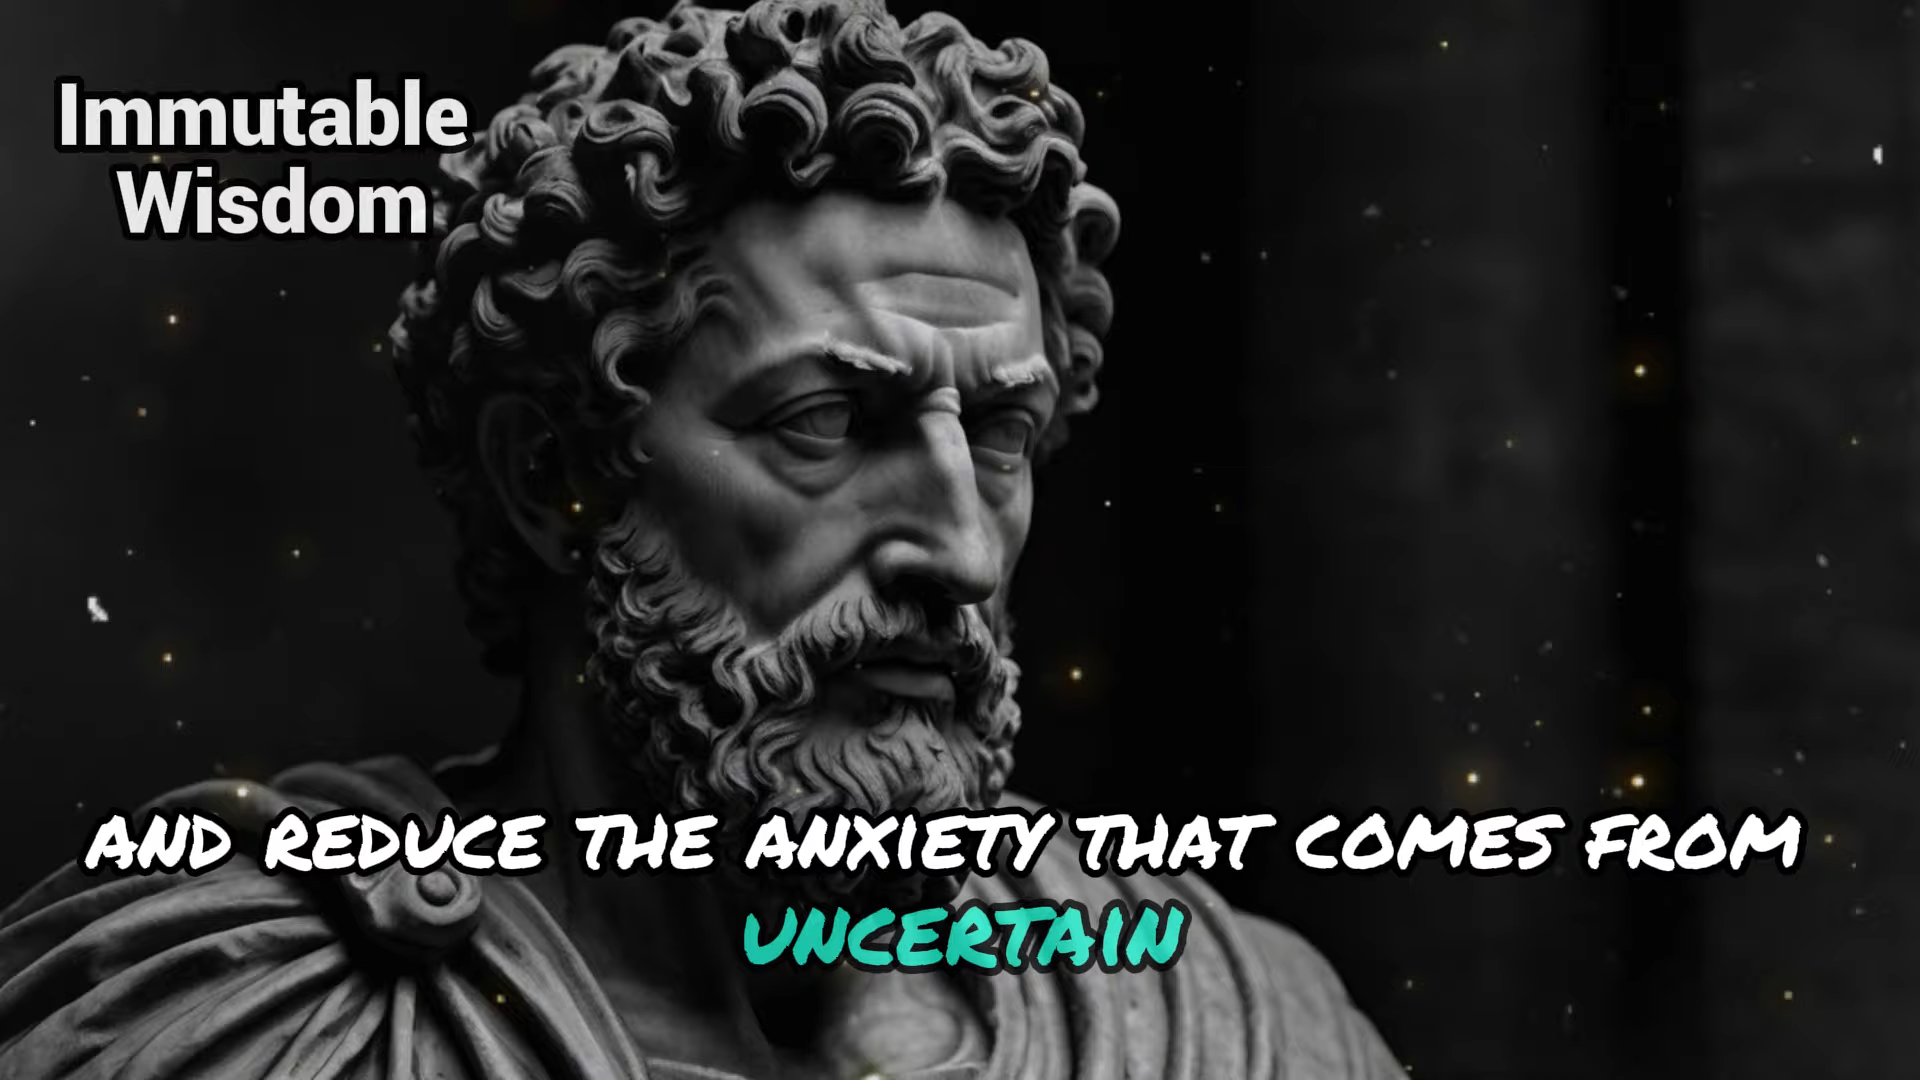 Immutable
Wisdom
AND REDUCE THE ANXIETY THAT COMES FROM
UNCERTAIN